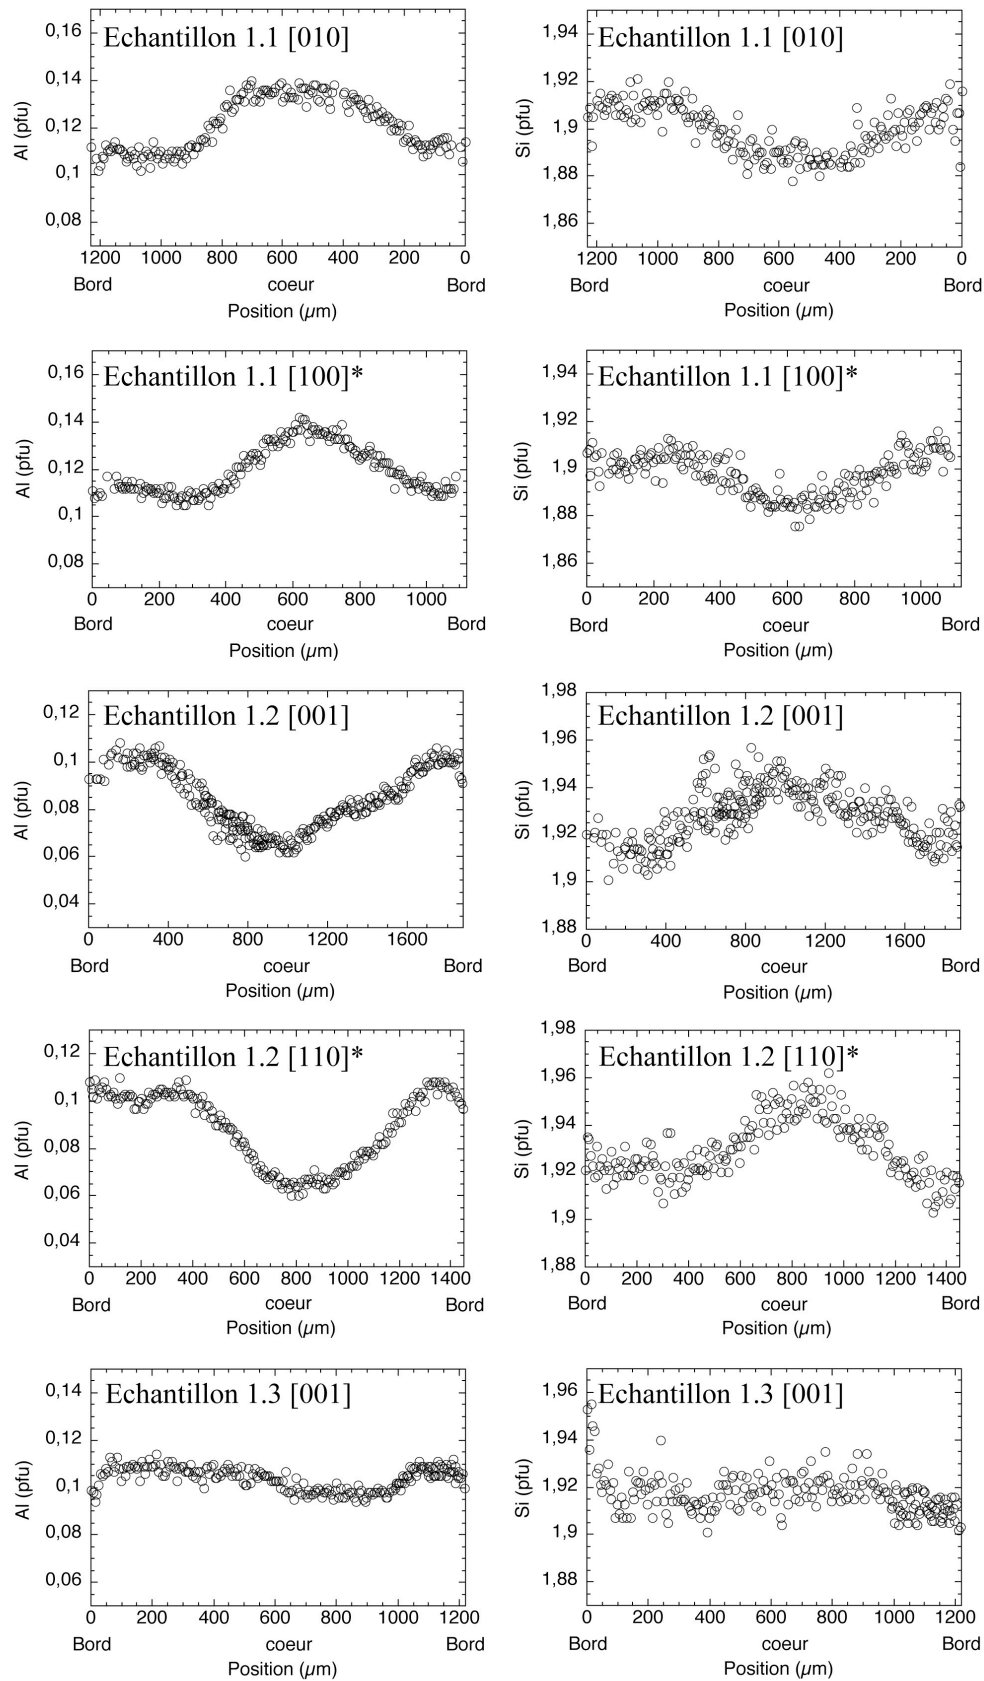 Echantillon 1.1 [010]
Al (pfu)
0,16
0,14
0,12
0,1
0,08
1200 1000 800 600 400 200 0
Bord coeur Bord
Position (µm)
Echantillon 1.1 [010]
Si (pfu)
1,94
1,92
1,9
1,88
1,86
1200 1000 800 600 400 200 0
Bord coeur Bord
Position (µm)
Echantillon 1.1 [100]*
Al (pfu)
0,16
0,14
0,12
0,1
0,08
0 200 400 600 800 1000
Bord coeur Bord
Position (µm)
Echantillon 1.1 [100]*
Si (pfu)
1,94
1,92
1,9
1,88
1,86
0 200 400 600 800 1000
Bord coeur Bord
Position (µm)
Echantillon 1.2 [001]
Al (pfu)
0,12
0,1
0,08
0,06
0,04
0 400 800 1200 1600
Bord coeur Bord
Position (µm)
Echantillon 1.2 [001]
Si (pfu)
1,98
1,96
1,94
1,92
1,9
1,88
0 400 800 1200 1600
Bord coeur Bord
Position (µm)
Echantillon 1.2 [110]*
Al (pfu)
0,12
0,1
0,08
0,06
0,04
0 200 400 600 800 1000 1200 1400
Bord coeur Bord
Position (µm)
Echantillon 1.2 [110]*
Si (pfu)
1,98
1,96
1,94
1,92
1,9
1,88
0 200 400 600 800 1000 1200 1400
Bord coeur Bord
Position (µm)
Echantillon 1.3 [001]
Al (pfu)
0,14
0,12
0,1
0,08
0,06
0 200 400 600 800 1000 1200
Bord coeur Bord
Position (µm)
Echantillon 1.3 [001]
Si (pfu)
1,96
1,94
1,92
1,9
1,88
0 200 400 600 800 1000 1200
Bord coeur Bord
Position (µm)